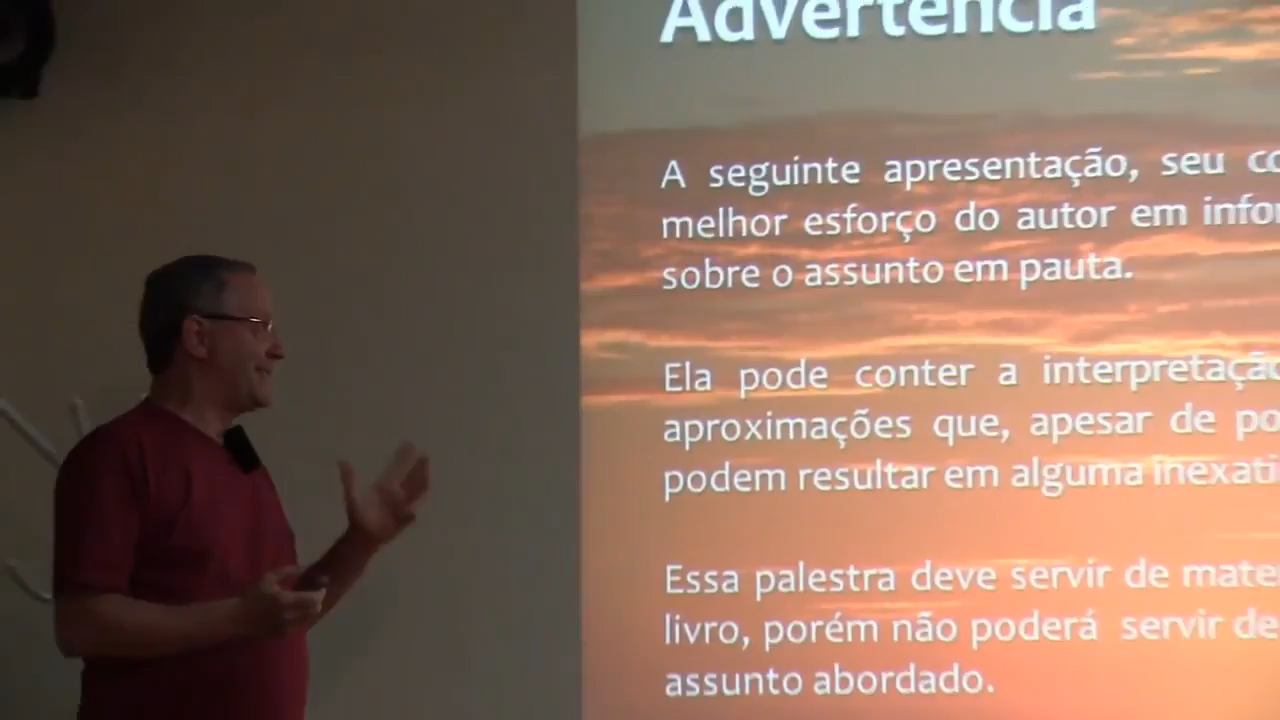 Advertência
A seguinte apresentação, seu
melhor esforço do autor em
sobre o assunto em pauta.
Ela pode conter a
aproximações que, apesar de
podem resultar em alguma
Essa palestra deve servir de
livro, porém não poderá servir de
assunto abordado.